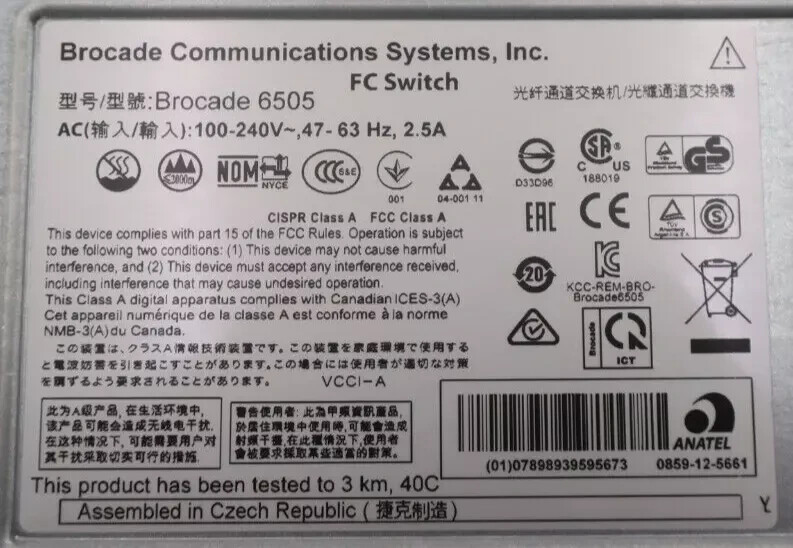 Brocade Communications Systems, Inc.
FC Switch
型号/型號:Brocade 6505
光纤通道交换机/光纖通道交換機
AC(输入/輸入):100-240V~,47- 63 Hz, 2.5A
≤3000m
NOM
NYCE
CCC S&E
001
04-001 11
D33D96
SA
C US
188019
GS
CISPR Class A FCC Class A
This device complies with part 15 of the FCC Rules. Operation is subject
to the following two conditions: (1) This device may not cause harmful
interference, and (2) This device must accept any interference received,
including interference that may cause undesired operation.
This Class A digital apparatus complies with Canadian ICES-3(A)
Cet appareil numérique de la classe A est conforme à la norme
NMB-3(A) du Canada.
EAC CE
TÜV
S
20
KCC-REM-BRO-
Brocade6505
Brocade
ICT
この装置は、クラスA情報技術装置です。この装置を家庭環境で使用する
と電波妨害を引き起こすことがあります。この場合には使用者が適切な対策
を講ずるよう要求されることがあります。 VCCI-A
此为A级产品, 在生活环境中,
该产品可能会造成无线电干扰.
在这种情况下, 可能需要用户对
其干扰采取切实可行的措施.
警告使用者: 此為甲類資訊產品,
於居住環境中使用時,可能會造成
射頻干擾,在此種情況下,使用者
會被要求採取某些適當的對策。
(01)07898939595673
ANATEL
0859-12-5661
This product has been tested to 3 km, 40C
Assembled in Czech Republic (捷克制造)
Y